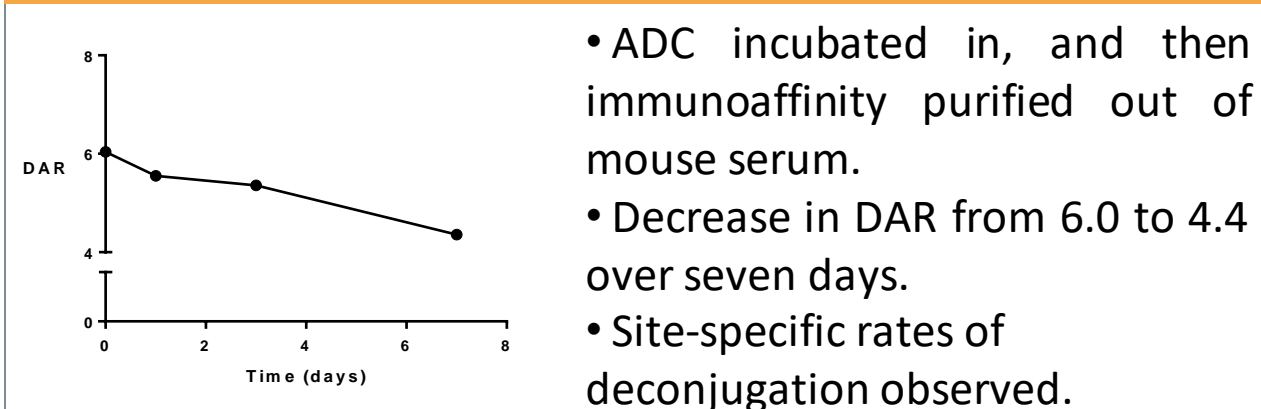 8
6
DAR
4
0
0 2 4 6 8
Time (days)
• ADC incubated in, and then
immunoaffinity purified out of
mouse serum.
• Decrease in DAR from 6.0 to 4.4
over seven days.
• Site-specific rates of
deconjugation observed.